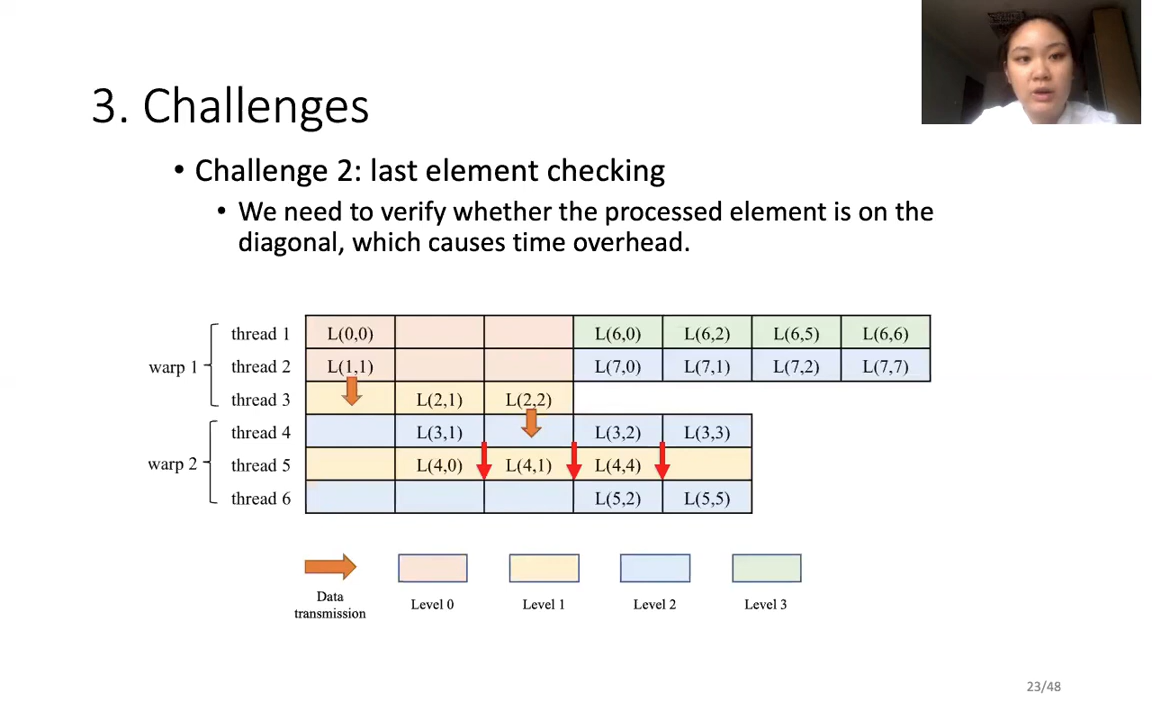 3. Challenges
• Challenge 2: last element checking
• We need to verify whether the processed element is on the
diagonal, which causes time overhead.
thread 1 L(0,0) L(6,0) L(6,2) L(6,5) L(6,6)
warp 1 thread 2 L(1,1) L(7,0) L(7,1) L(7,2) L(7,7)
thread 3 L(2,1) L(2,2)
thread 4 L(3,1) L(3,2) L(3,3)
warp 2 thread 5 L(4,0) L(4,1) L(4,4)
thread 6 L(5,2) L(5,5)
Data
transmission
Level 0 Level 1 Level 2 Level 3
23/48